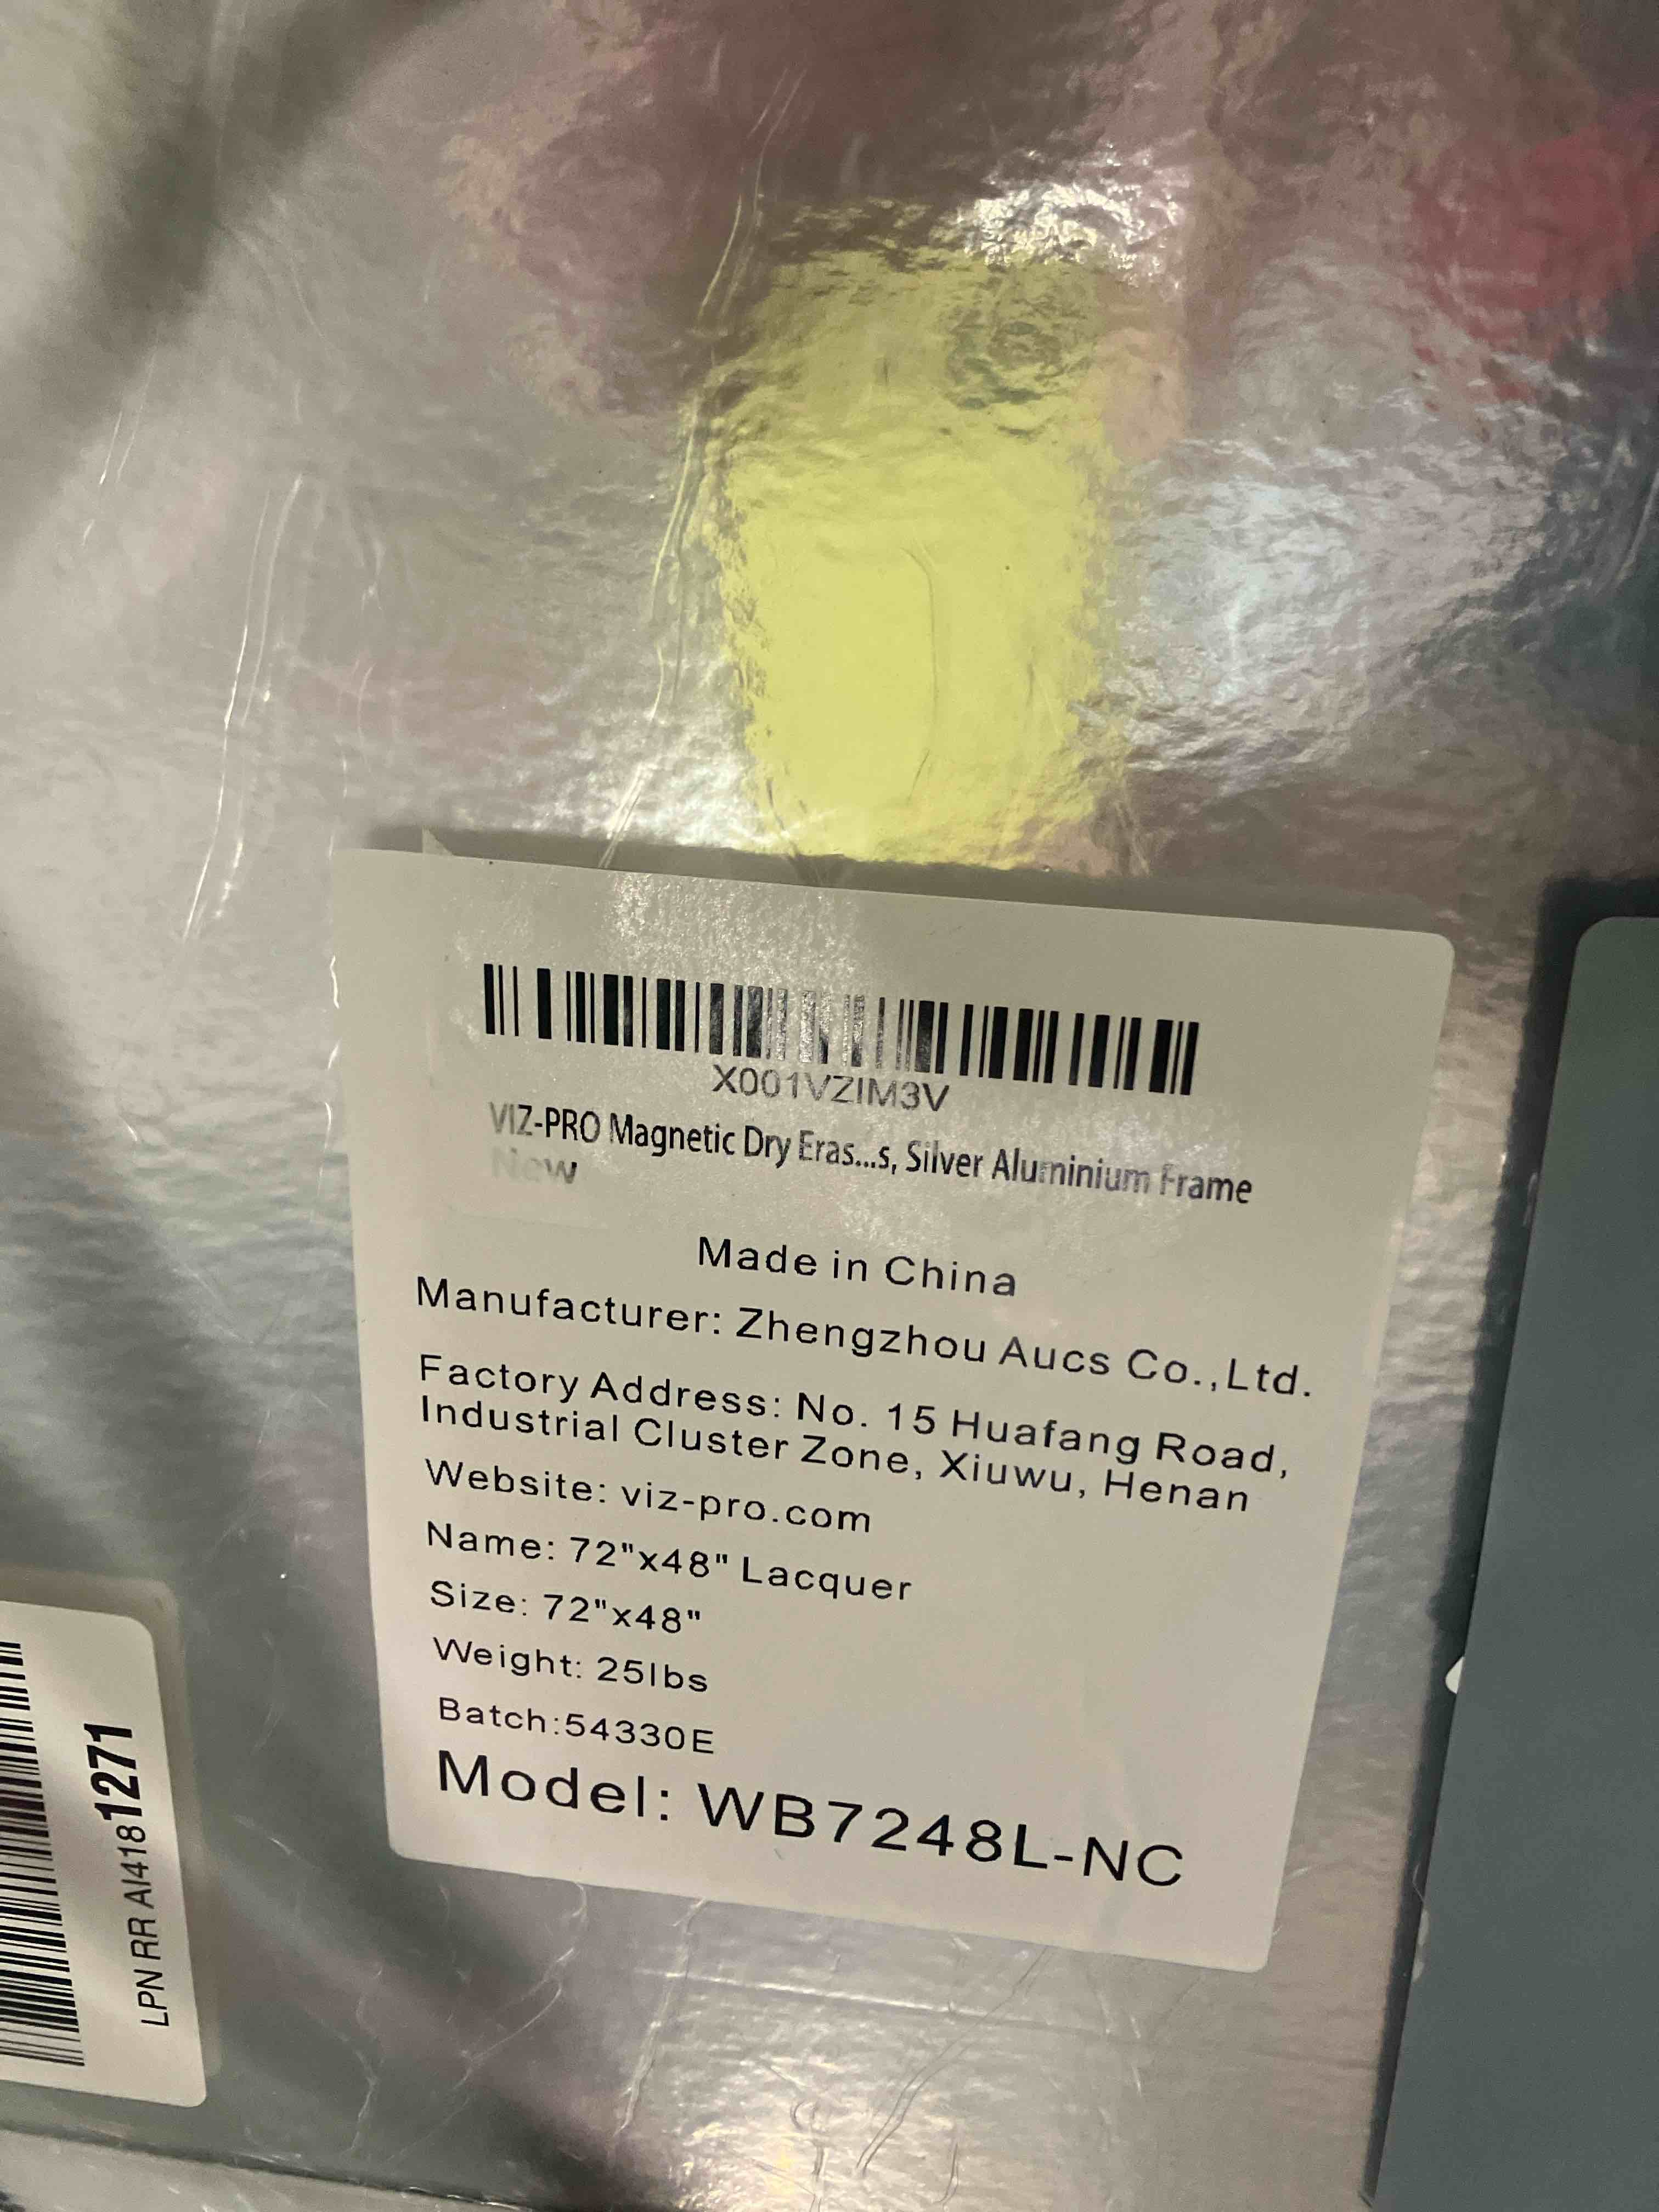 X001VZIM3V
VIZ-PRO Magnetic Dry Eras...s, Silver Aluminium Frame
New
Made in China
Manufacturer: Zhengzhou Aucs Co.,Ltd.
Factory Address: No. 15 Huafang Road,
Industrial Cluster Zone, Xiuwu, Henan
Website: viz-pro.com
Name: 72"x48" Lacquer
Size: 72"x48"
Weight: 25lbs
Batch:54330E
Model: WB7248L-NC
LPN RR AI4181271